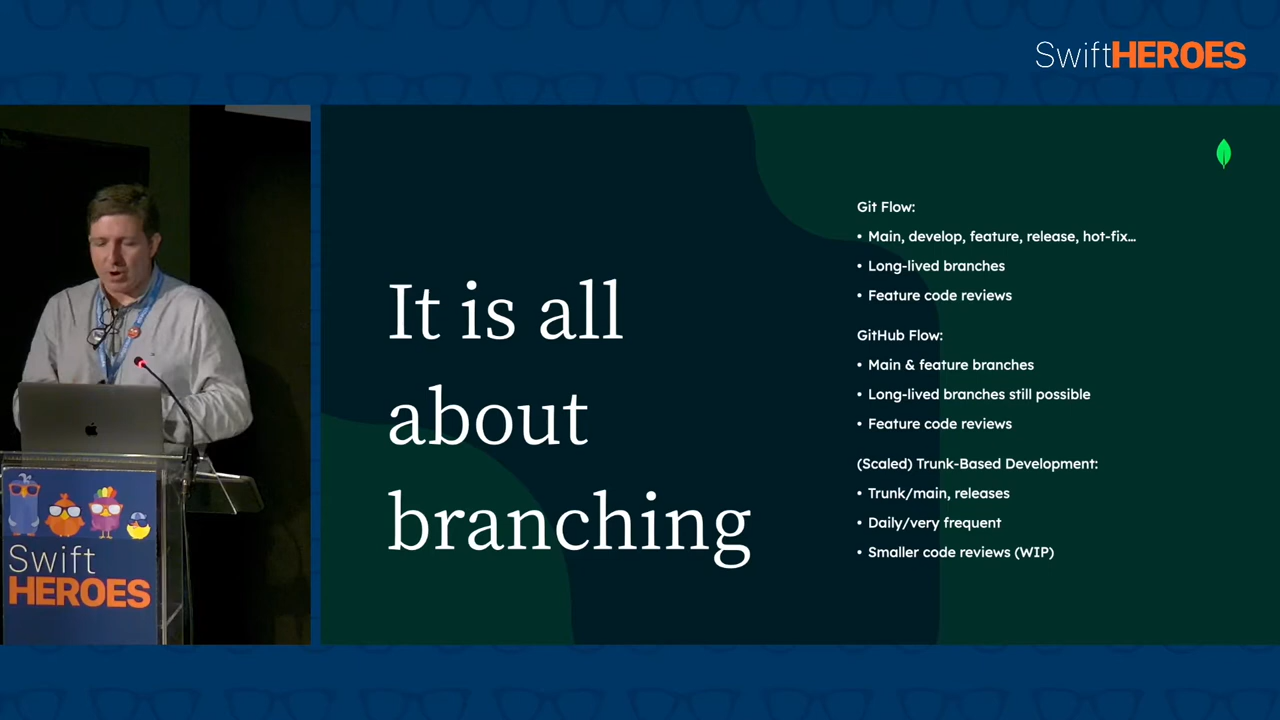 SwiftHEROES
It is all
about
branching
Git Flow:
• Main, develop, feature, release, hot-fix…
• Long-lived branches
• Feature code reviews
GitHub Flow:
• Main & feature branches
• Long-lived branches still possible
• Feature code reviews
(Scaled) Trunk-Based Development:
• Trunk/main, releases
• Daily/very frequent
• Smaller code reviews (WIP)
Swift
HEROES